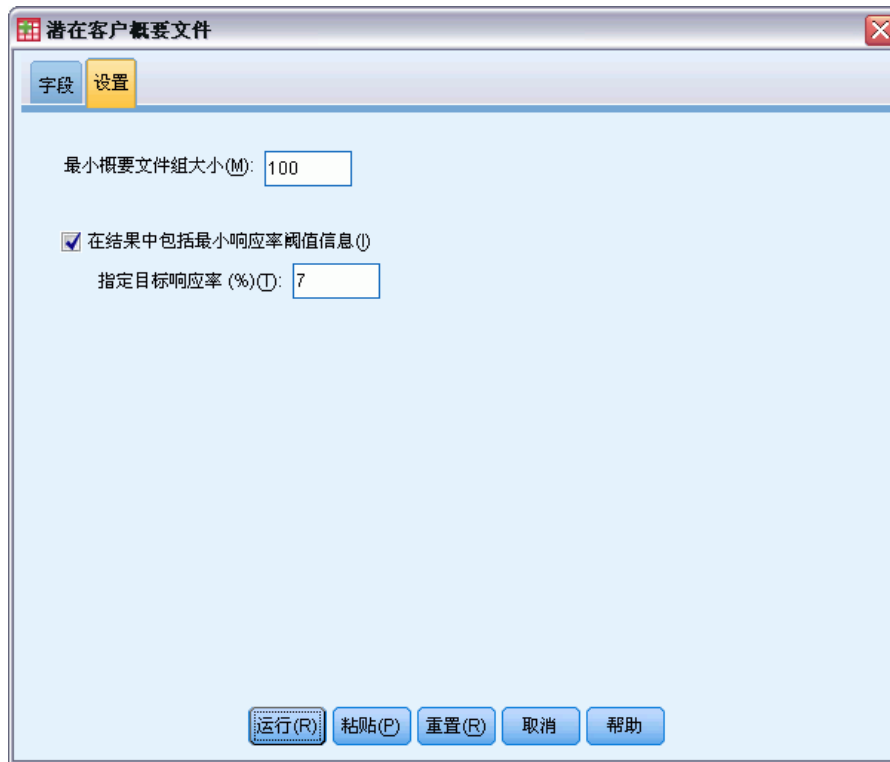 潜在客户概要文件
字段 设置
最小概要文件组大小(M): 100
在结果中包括最小响应率阈值信息(I)
指定目标响应率 (%)(T): 7
运行(R) 粘贴(P) 重置(R) 取消 帮助